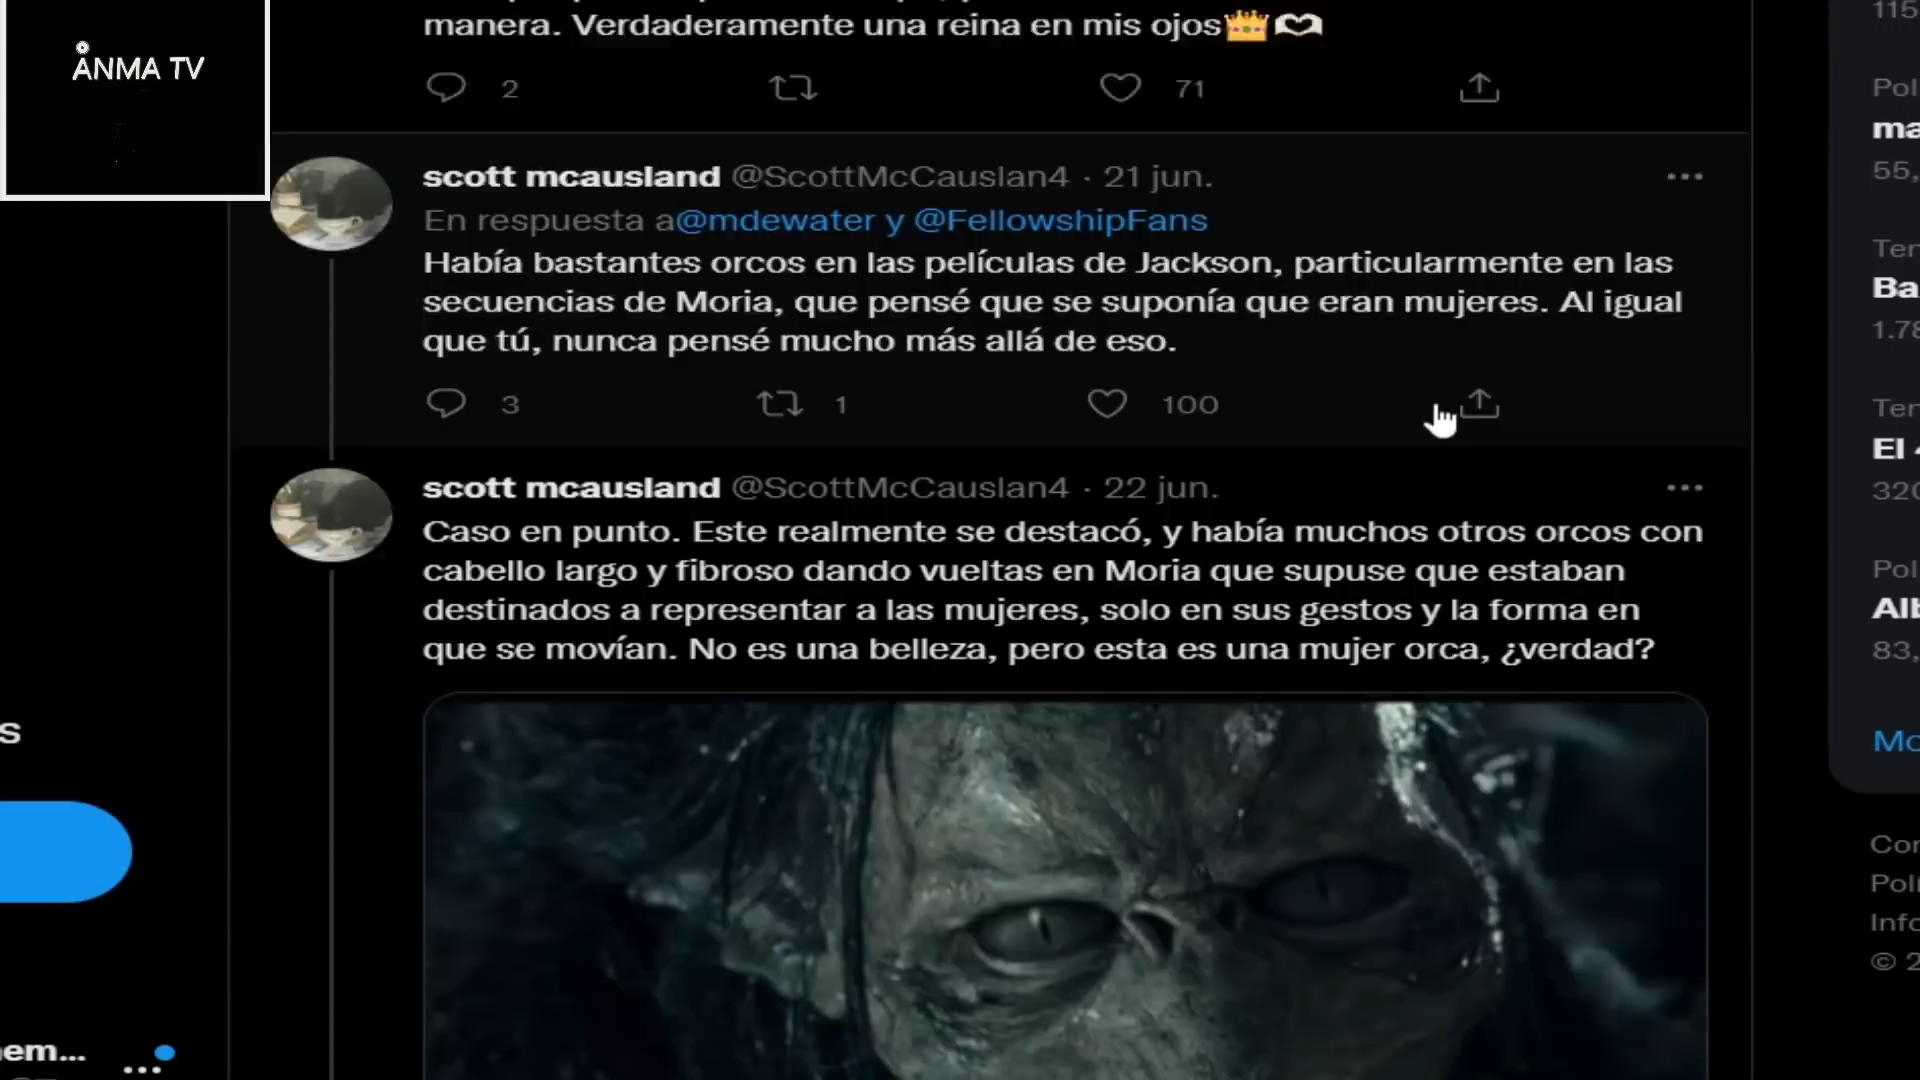 manera. Verdaderamente una reina en mis ojos👑🫶
ANMA TV
2 71
scott mcausland @ScottMcCauslan4 · 21 jun.
En respuesta a@mdewater y @FellowshipFans
Había bastantes orcos en las películas de Jackson, particularmente en las
secuencias de Moria, que pensé que se suponía que eran mujeres. Al igual
que tú, nunca pensé mucho más allá de eso.
3 1 100
scott mcausland @ScottMcCauslan4 · 22 jun.
Caso en punto. Este realmente se destacó, y había muchos otros orcos con
cabello largo y fibroso dando vueltas en Moria que supuse que estaban
destinados a representar a las mujeres, solo en sus gestos y la forma en
que se movían. No es una belleza, pero esta es una mujer orca, ¿verdad?
s
em...
115
Pol
ma
55,
Ten
Ba
1.78
Ten
El
320
Pol
Alb
83,
Mo
Con
Polí
Info
© 2